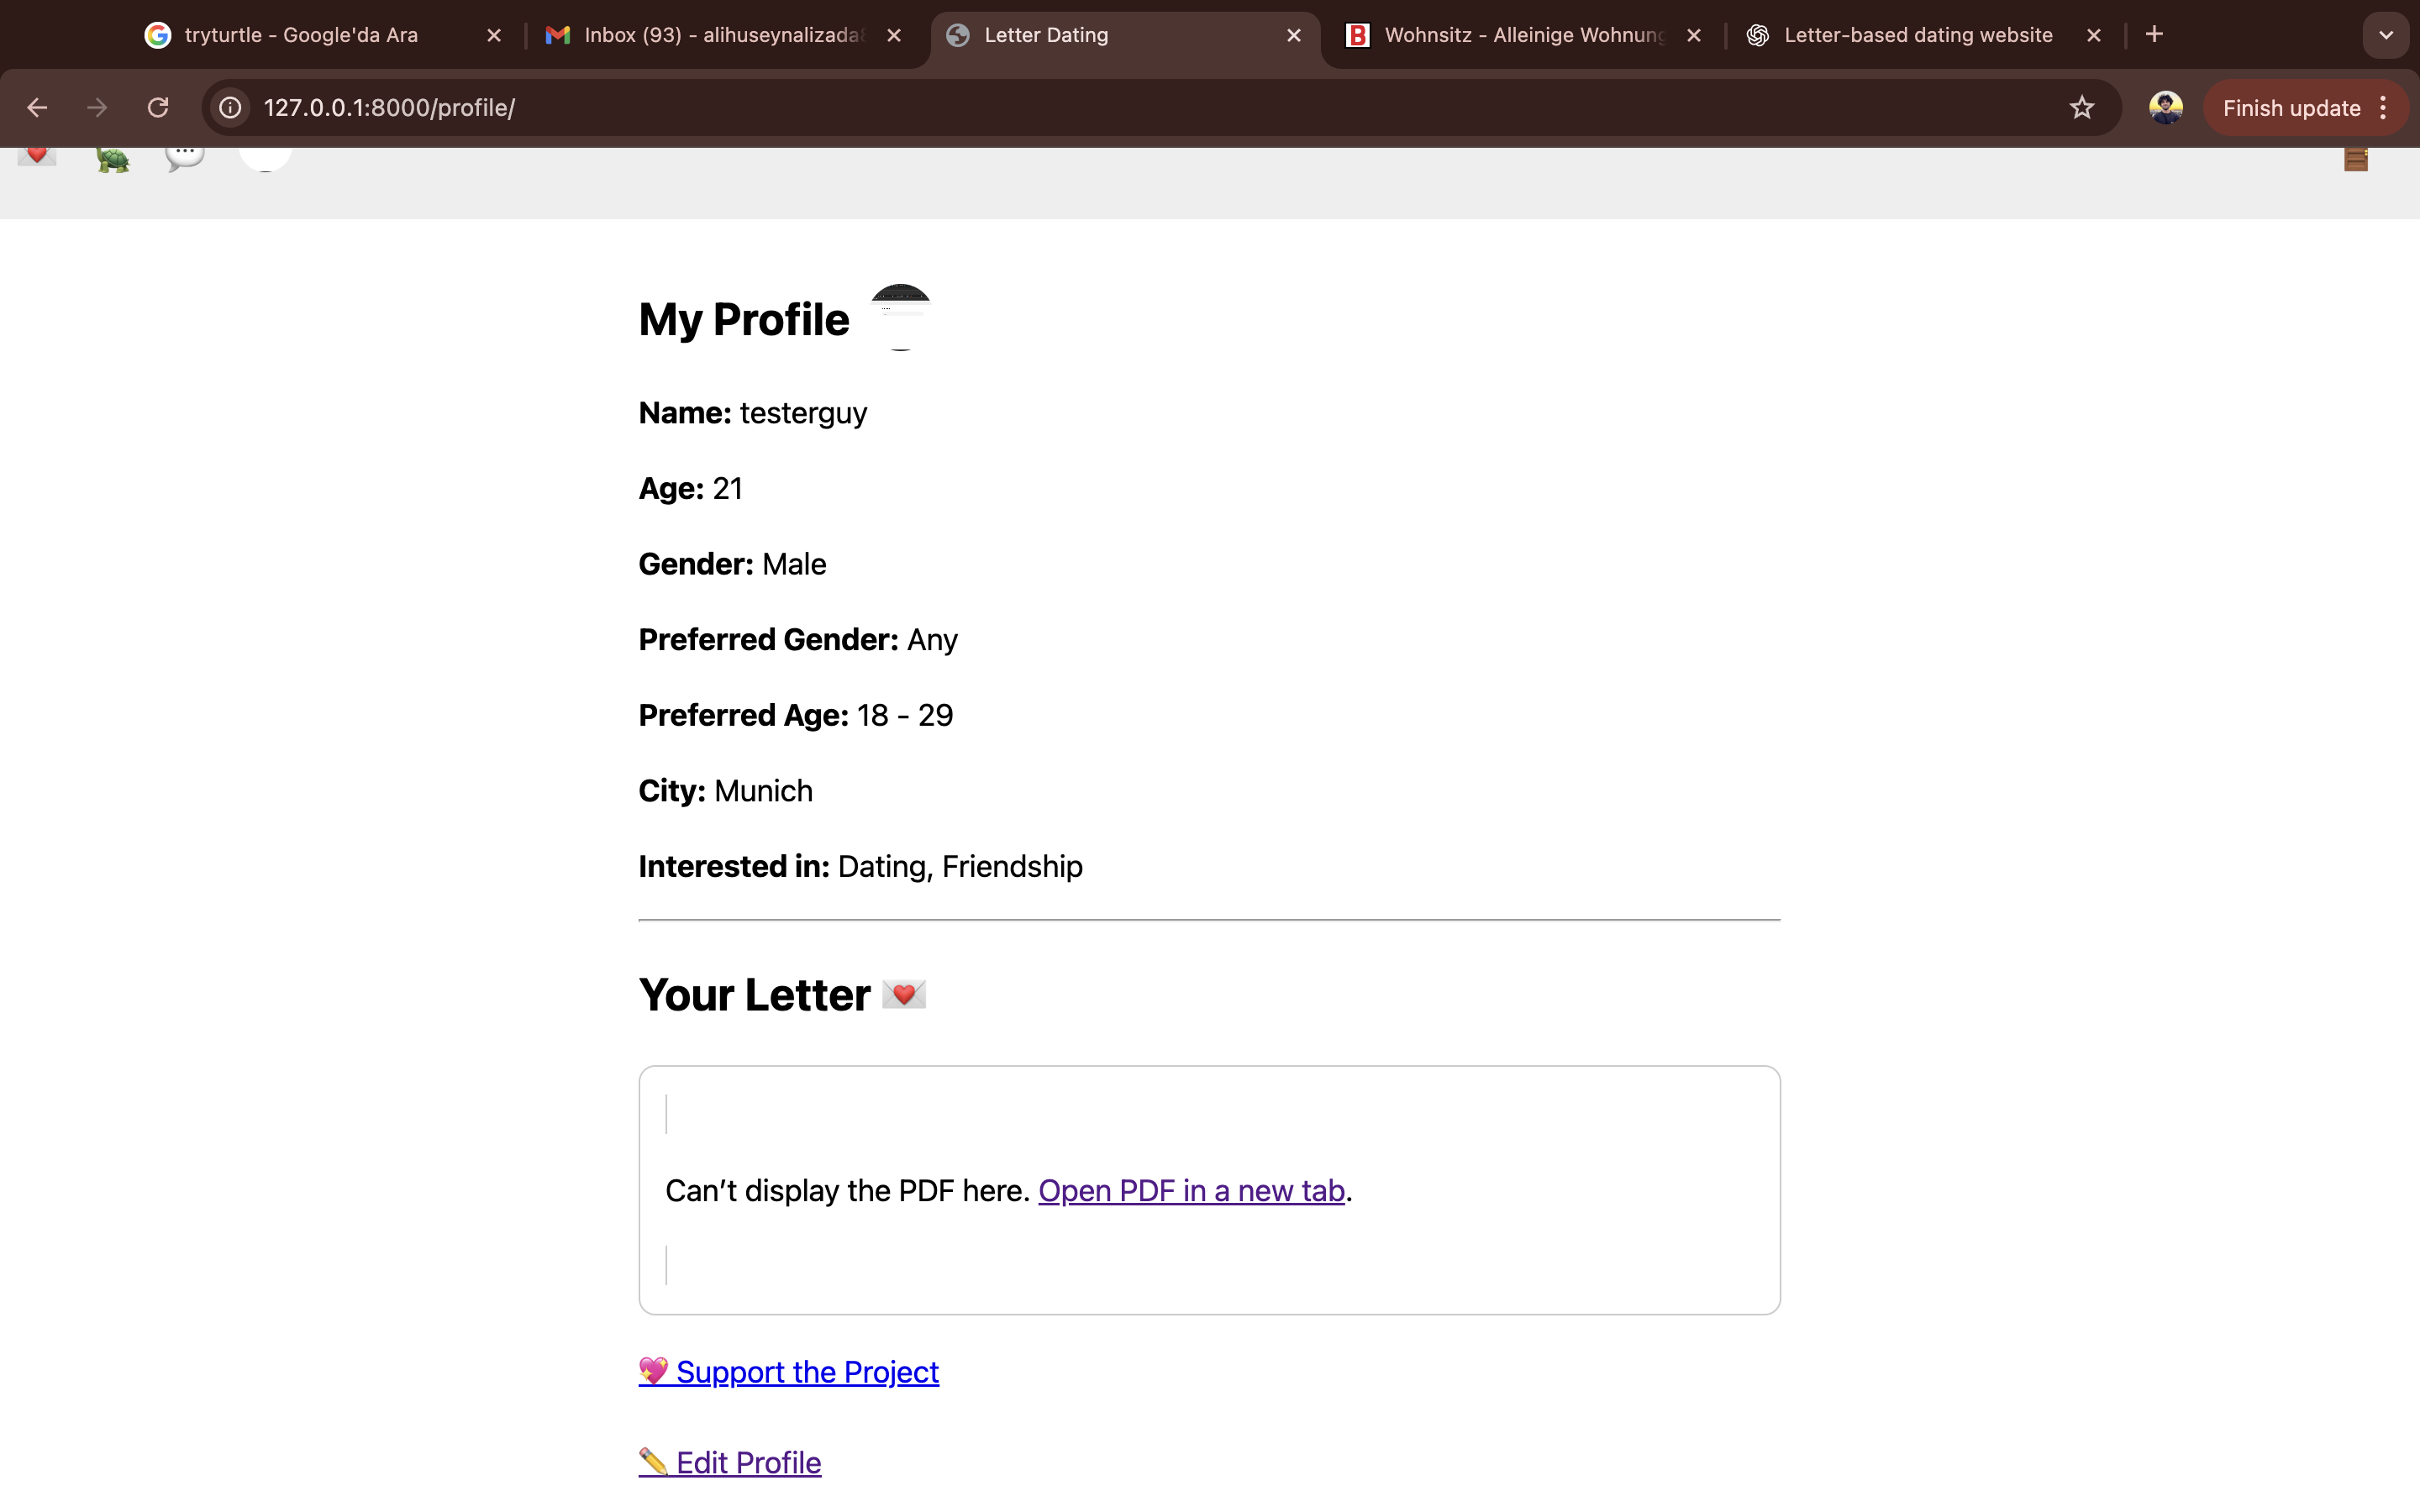 tryturtle - Google'da Ara
Inbox (93) - alihuseynalizada
Letter Dating
Wohnsitz - Alleinige Wohnung
Letter-based dating website
127.0.0.1:8000/profile/
Finish update
My Profile
Name: testerguy
Age: 21
Gender: Male
Preferred Gender: Any
Preferred Age: 18 - 29
City: Munich
Interested in: Dating, Friendship
Your Letter 💌
Can’t display the PDF here. Open PDF in a new tab.
💖 Support the Project
✏️ Edit Profile